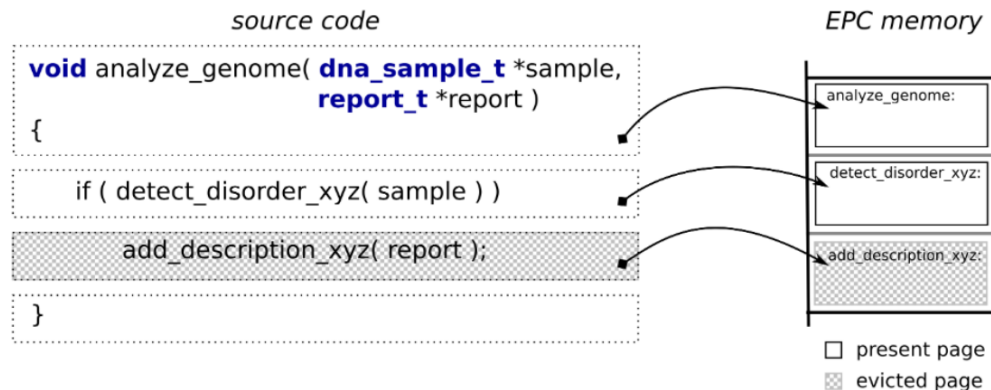 source code
void analyze_genome( dna_sample_t *sample,
report_t *report )
{
if ( detect_disorder_xyz( sample ) )
add_description_xyz( report );
}
EPC memory
analyze_genome:
detect_disorder_xyz:
add_description_xyz:
present page
evicted page